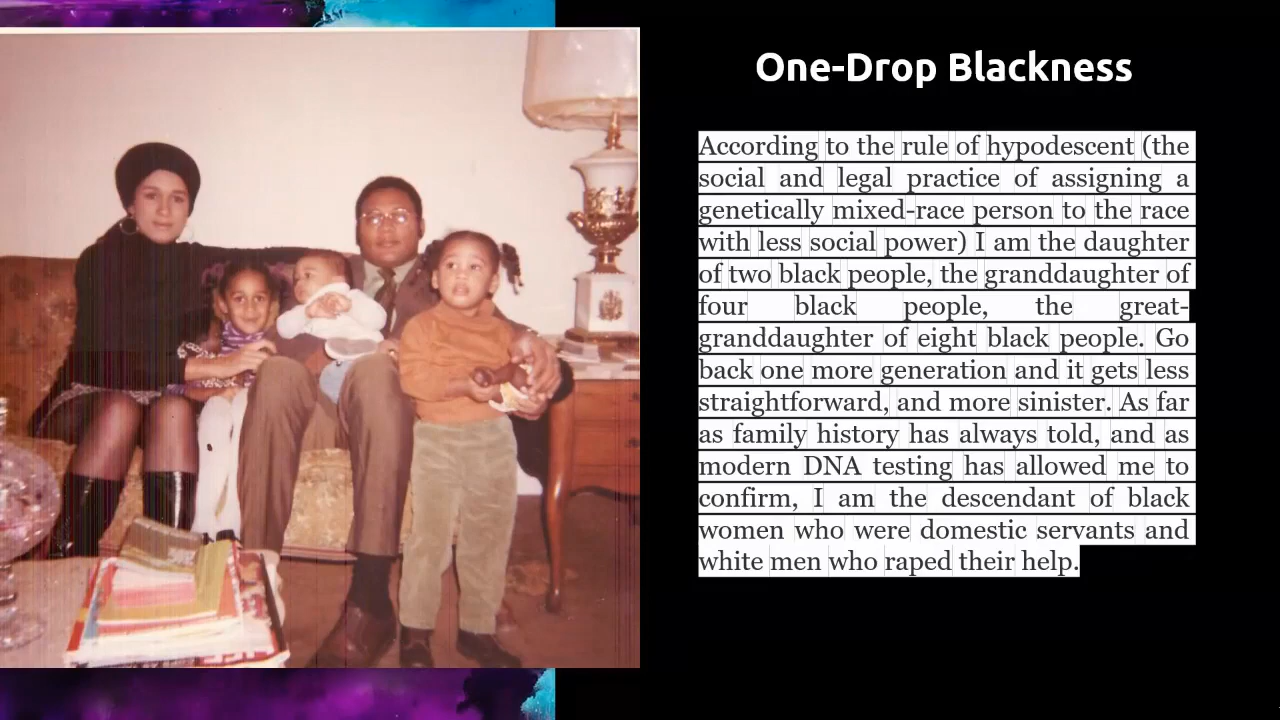 One-Drop Blackness
According to the rule of hypodescent (the
social and legal practice of assigning a
genetically mixed-race person to the race
with less social power) I am the daughter
of two black people, the granddaughter of
four black people, the great-
granddaughter of eight black people. Go
back one more generation and it gets less
straightforward, and more sinister. As far
as family history has always told, and as
modern DNA testing has allowed me to
confirm, I am the descendant of black
women who were domestic servants and
white men who raped their help.